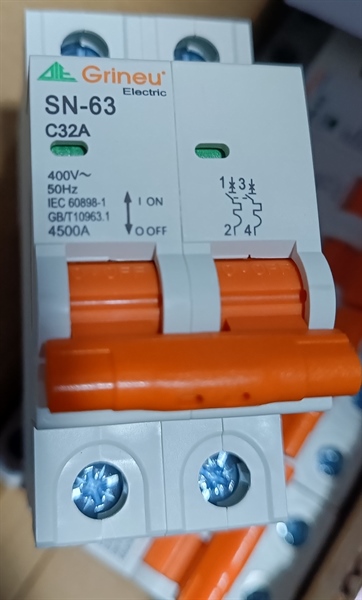 Grineu
Electric
SN-63
C32A
400V~
50Hz
IEC 60898-1
GB/T10963.1
4500A
I ON
O OFF
1 3
2 4